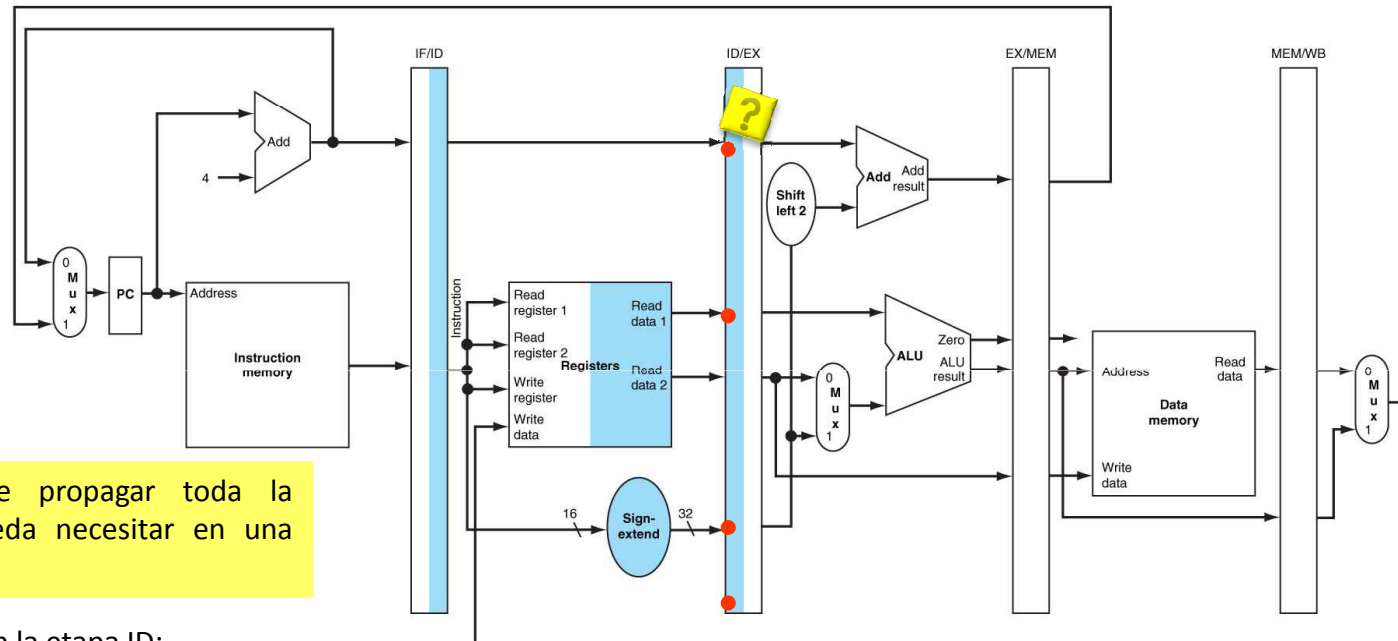 IF/ID
ID/EX
EX/MEM
MEM/WB
?
Add
4
Add
Add
result
Shift
left 2
0
M
u
x
1
PC
Address
Instruction
memory
Instruction
Read
register 1
Read
register 2
Write
register
Write
data
Registers
Read
data 1
Read
data 2
0
M
u
x
1
Zero
ALU
ALU
result
Address
Read
data
Data
memory
Write
data
0
M
u
x
1
16
Sign-
extend
32
propagar toda la
necesitar en una
la etapa ID: